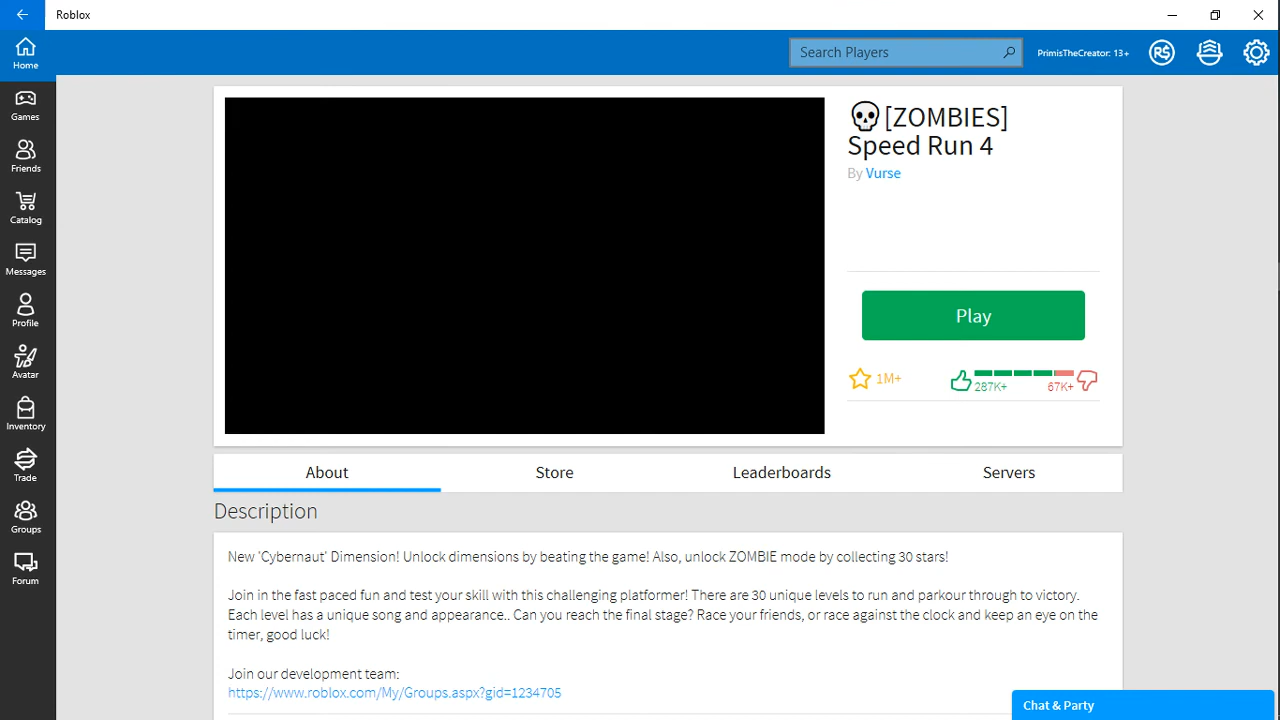 Roblox
Search Players
PrimisTheCreator: 13+
R$
Home
Games
Friends
Catalog
Messages
Profile
Avatar
Inventory
Trade
Groups
Forum
[ZOMBIES]
Speed Run 4
By Vurse
Play
1M+
287K+
67K+
About
Store
Leaderboards
Servers
Description
New 'Cybernaut' Dimension! Unlock dimensions by beating the game! Also, unlock ZOMBIE mode by collecting 30 stars!
Join in the fast paced fun and test your skill with this challenging platformer! There are 30 unique levels to run and parkour through to victory.
Each level has a unique song and appearance.. Can you reach the final stage? Race your friends, or race against the clock and keep an eye on the
timer, good luck!
Join our development team:
https://www.roblox.com/My/Groups.aspx?gid=1234705
Chat & Party